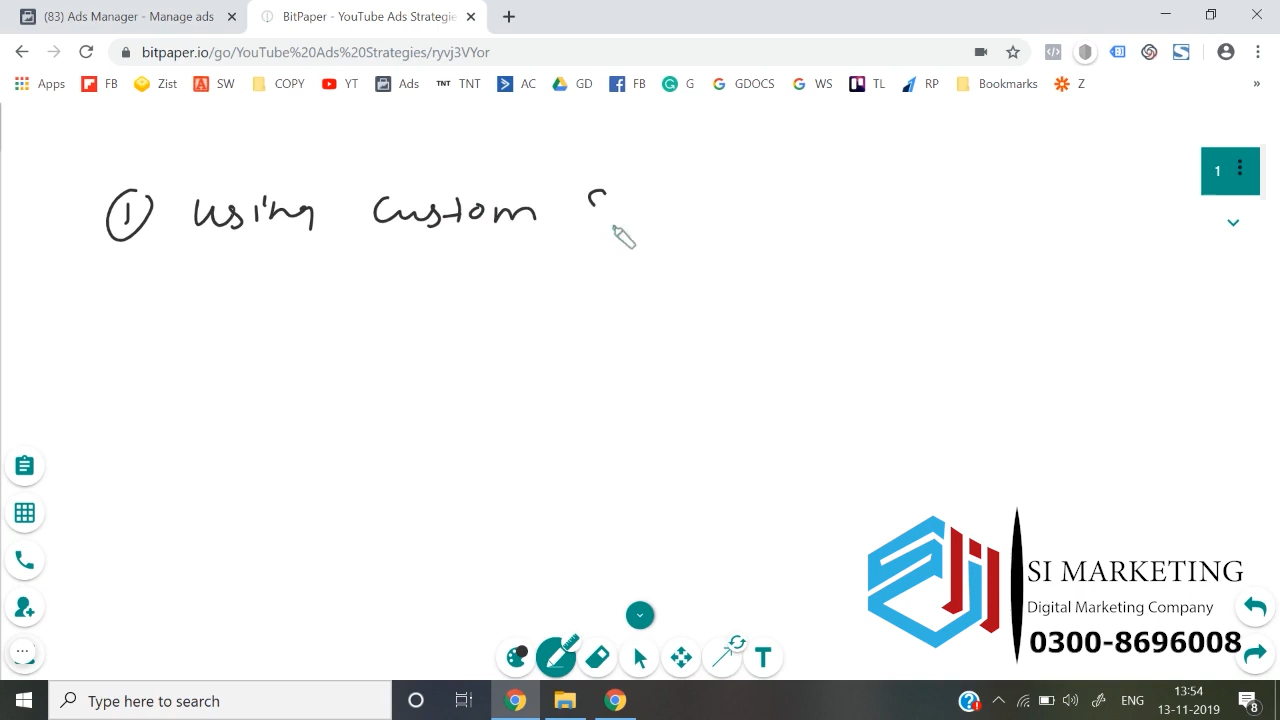 (83) Ads Manager - Manage ads
BitPaper - YouTube Ads Strategie
bitpaper.io/go/YouTube%20Ads%20Strategies/ryvj3VYor
Apps FB Zist SW COPY YT Ads TNT TNT AC GD FB G GDOCS WS TL RP Bookmarks Z »
1
① using custom
SI MARKETING
Digital Marketing Company
0300-8696008
T
Type here to search
ENG
13:54
13-11-2019
8